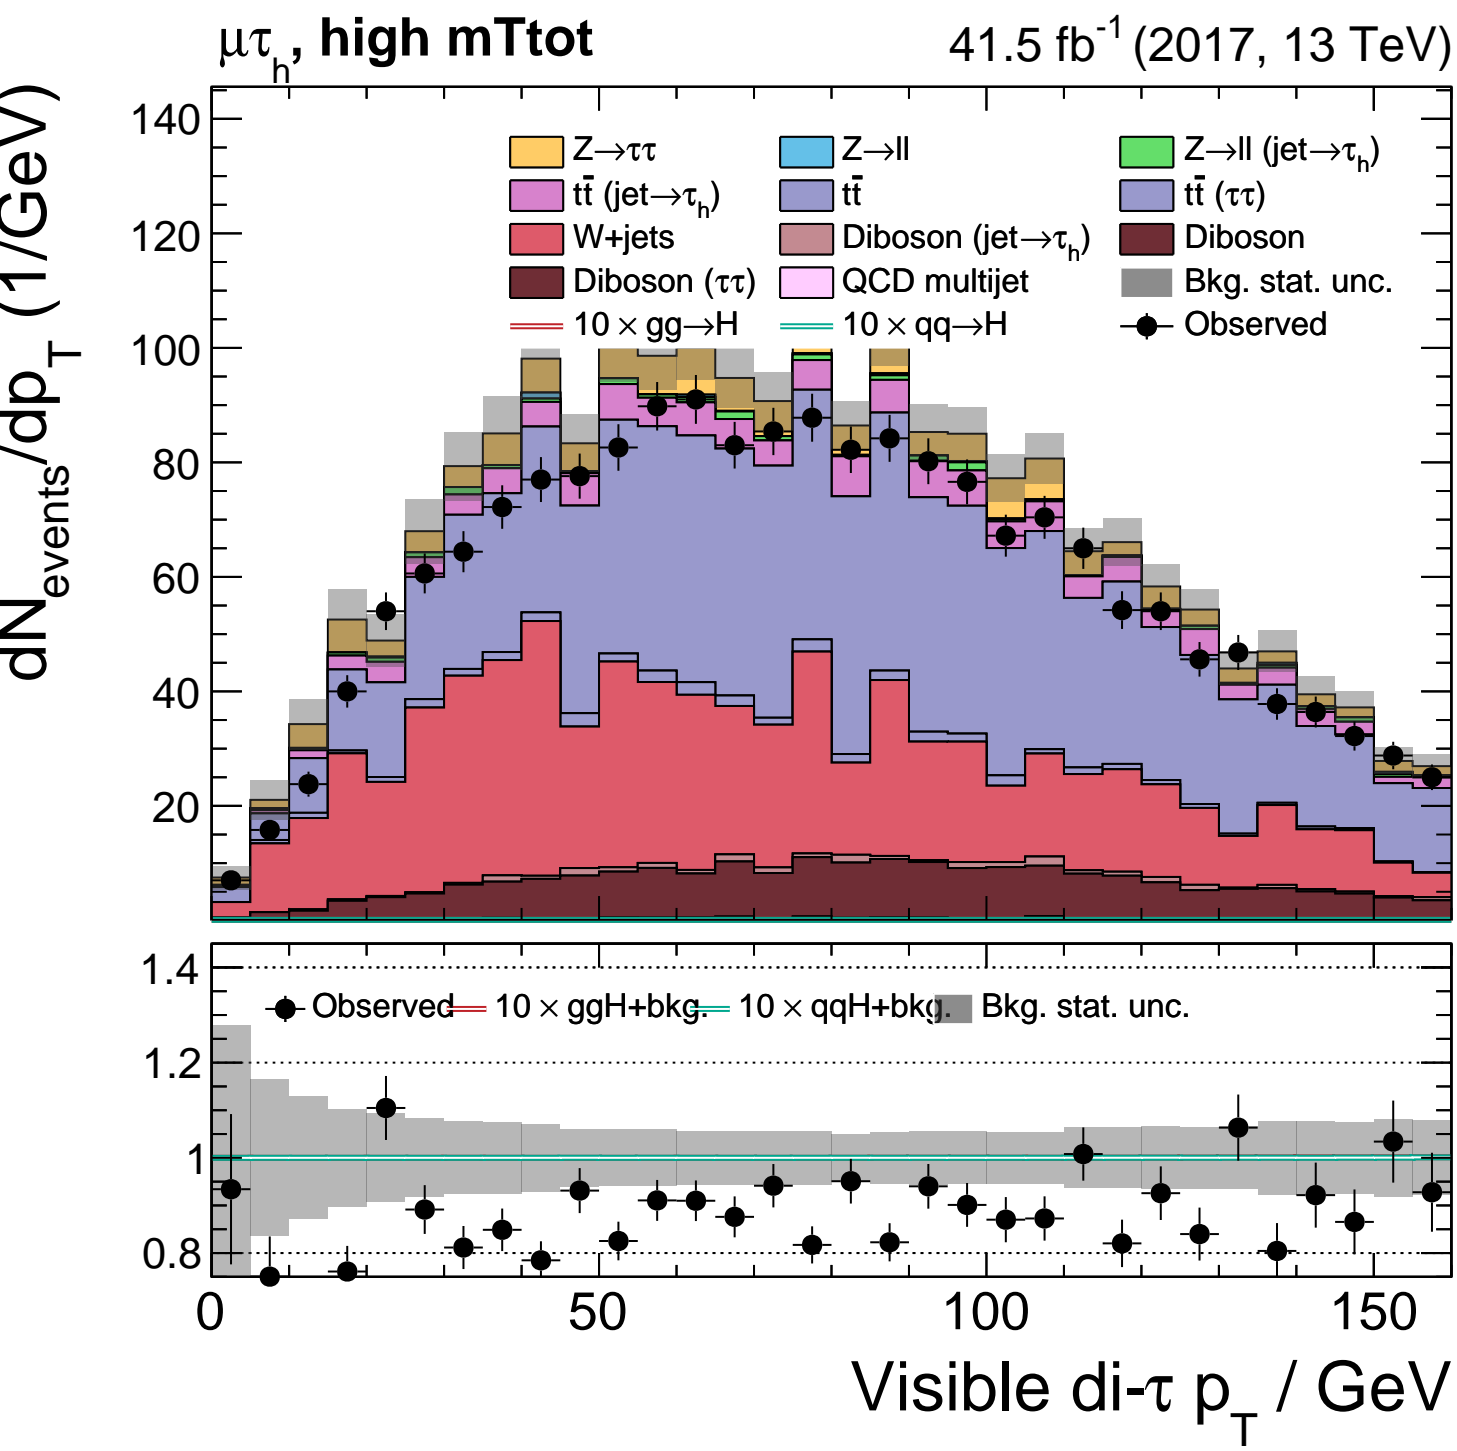 μτh, high mTtot
41.5 fb-1 (2017, 13 TeV)
dNevents/dpT (1/GeV)
140
120
100
80
60
40
20
Z→ττ Z→ll Z→ll (jet→τh)
tt̄ (jet→τh) tt̄ tt̄ (ττ)
W+jets Diboson (jet→τh) Diboson
Diboson (ττ) QCD multijet Bkg. stat. unc.
10 × gg→H 10 × qq→H Observed
1.4
1.2
1
0.8
Observed 10 × ggH+bkg. 10 × qqH+bkg. Bkg. stat. unc.
0 50 100 150
Visible di-τ pT / GeV